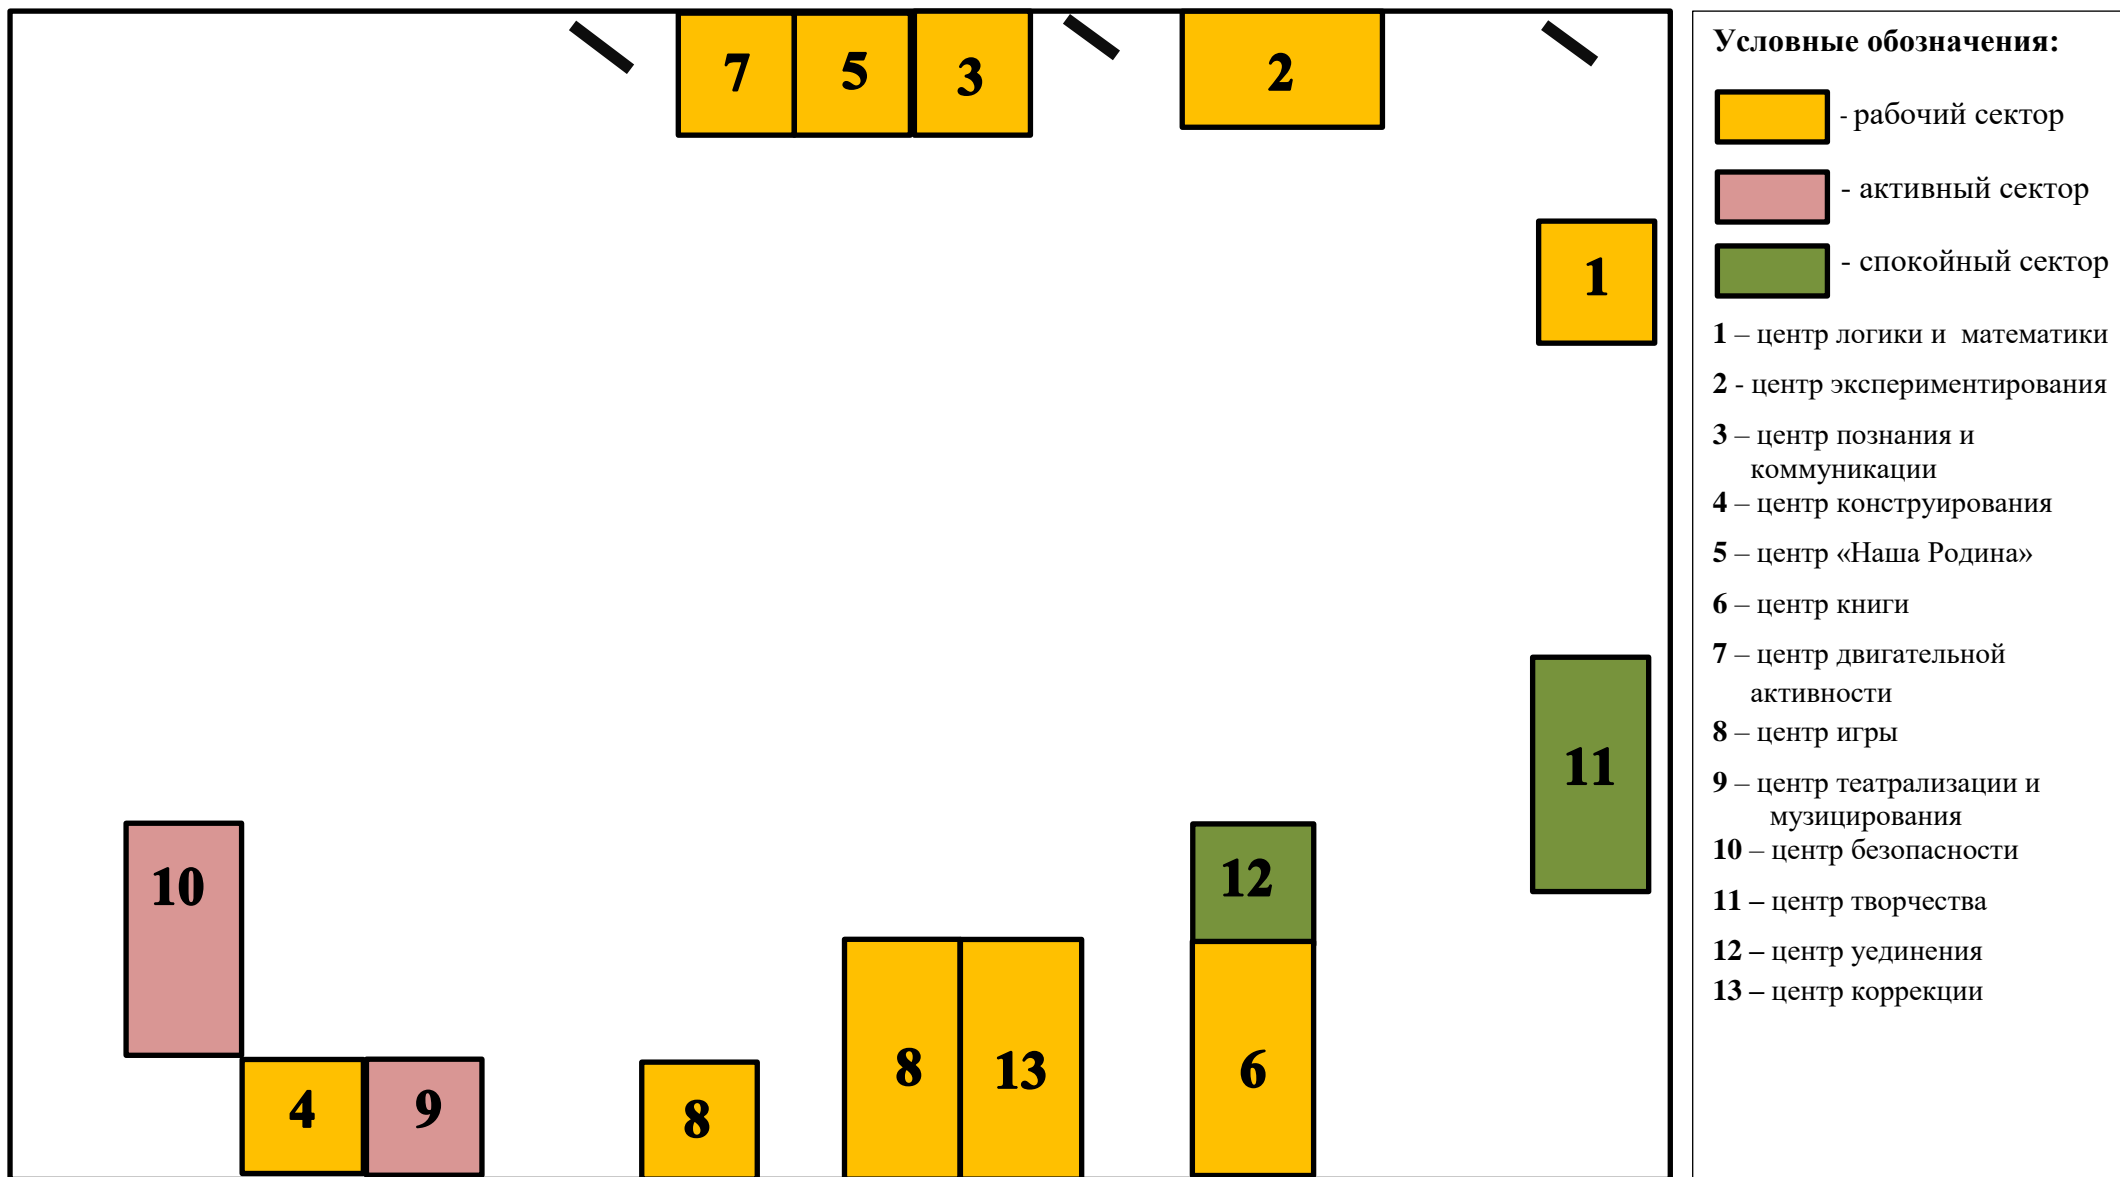 7 5 3 2
1
11
10 12
8 13 6
4 9 8
Условные обозначения:
- рабочий сектор
- активный сектор
- спокойный сектор
1 – центр логики и математики
2 - центр экспериментирования
3 – центр познания и
коммуникации
4 – центр конструирования
5 – центр «Наша Родина»
6 – центр книги
7 – центр двигательной
активности
8 – центр игры
9 – центр театрализации и
музицирования
10 – центр безопасности
11 – центр творчества
12 – центр уединения
13 – центр коррекции